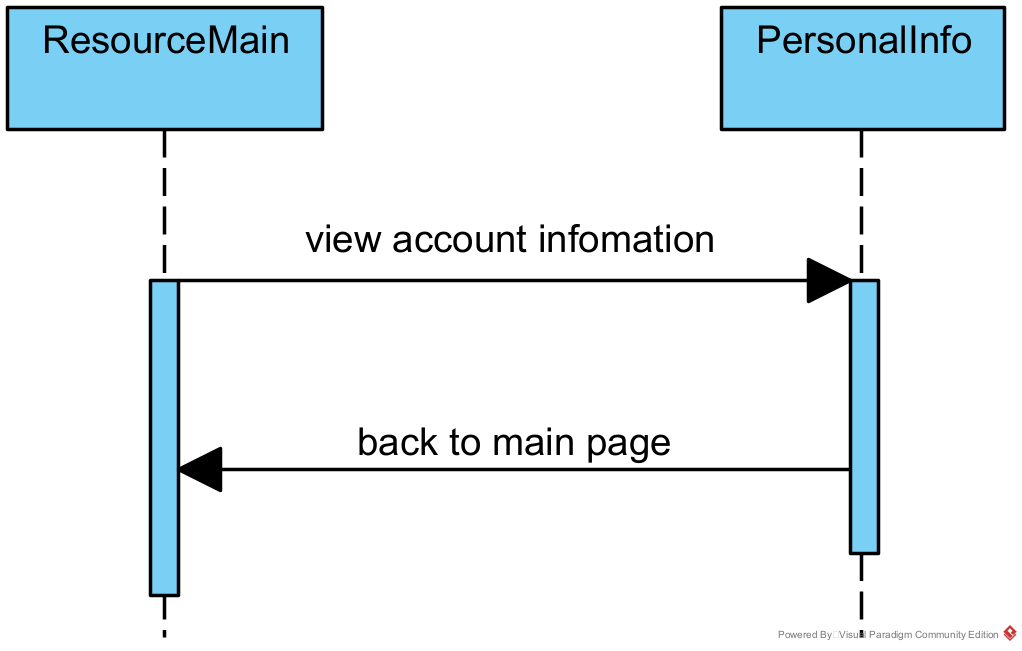 ResourceMain
PersonalInfo
view account infomation
back to main page
Powered By Visual Paradigm Community Edition